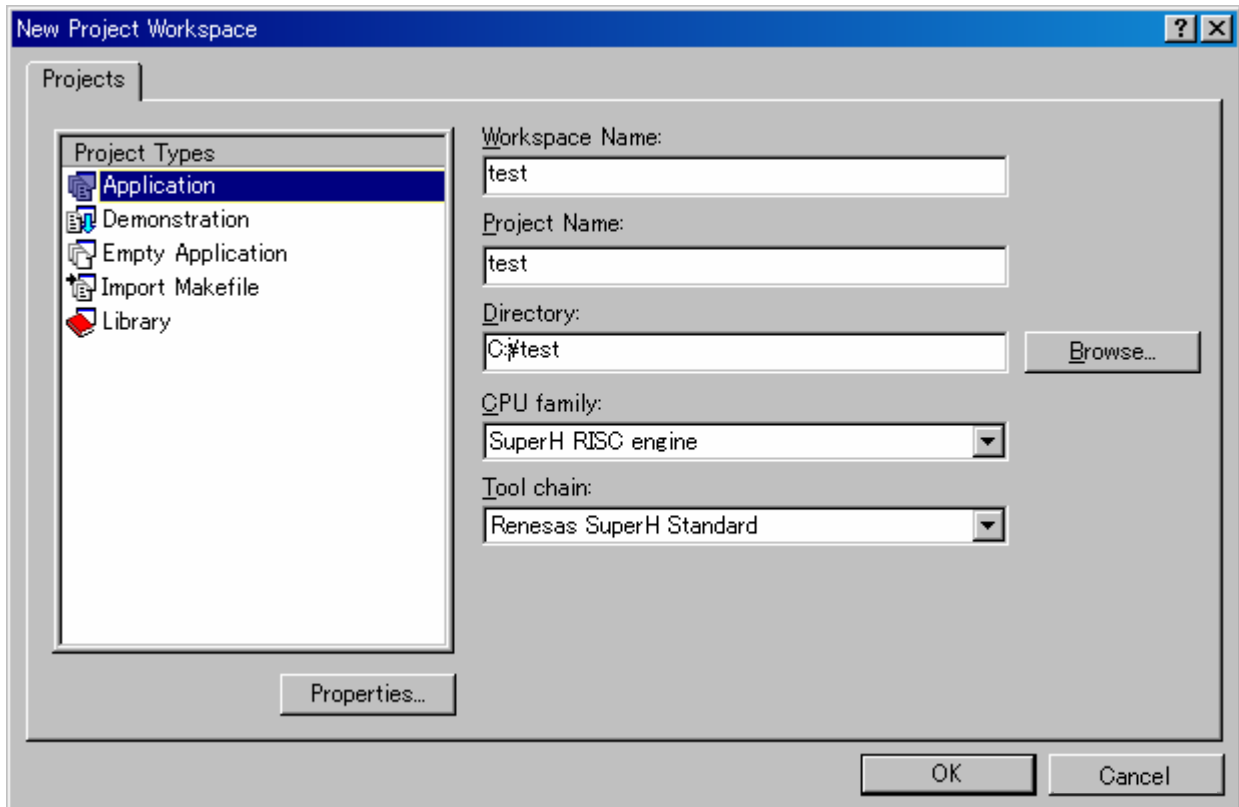 New Project Workspace
Projects
Project Types
Application
Demonstration
Empty Application
Import Makefile
Library
Properties...
Workspace Name:
test
Project Name:
test
Directory:
C:¥test
Browse...
CPU family:
SuperH RISC engine
Tool chain:
Renesas SuperH Standard
OK
Cancel